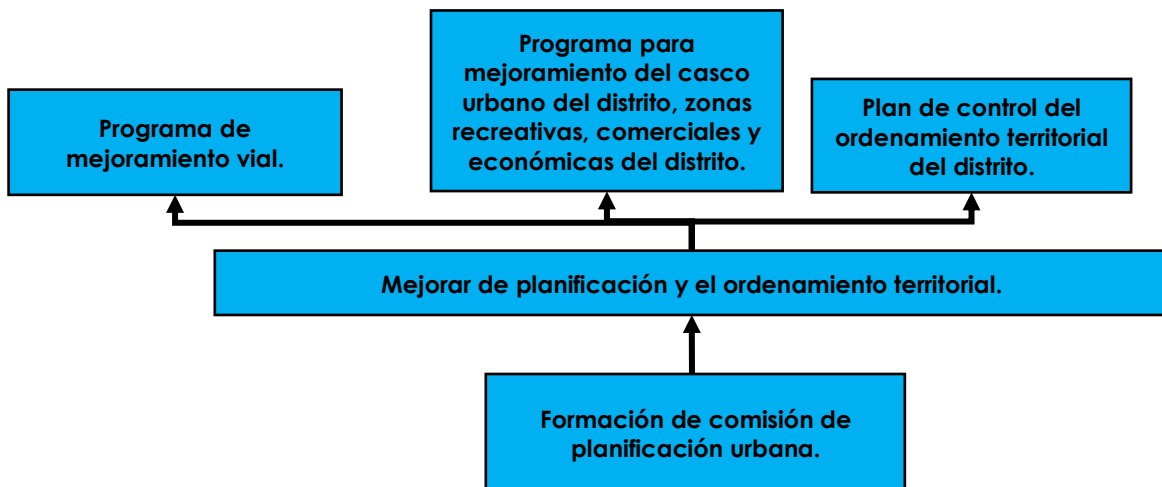 Programa de
mejoramiento vial.
Programa para
mejoramiento del casco
urbano del distrito, zonas
recreativas, comerciales y
económicas del distrito.
Plan de control del
ordenamiento territorial
del distrito.
Mejorar de planificación y el ordenamiento territorial.
Formación de comisión de
planificación urbana.